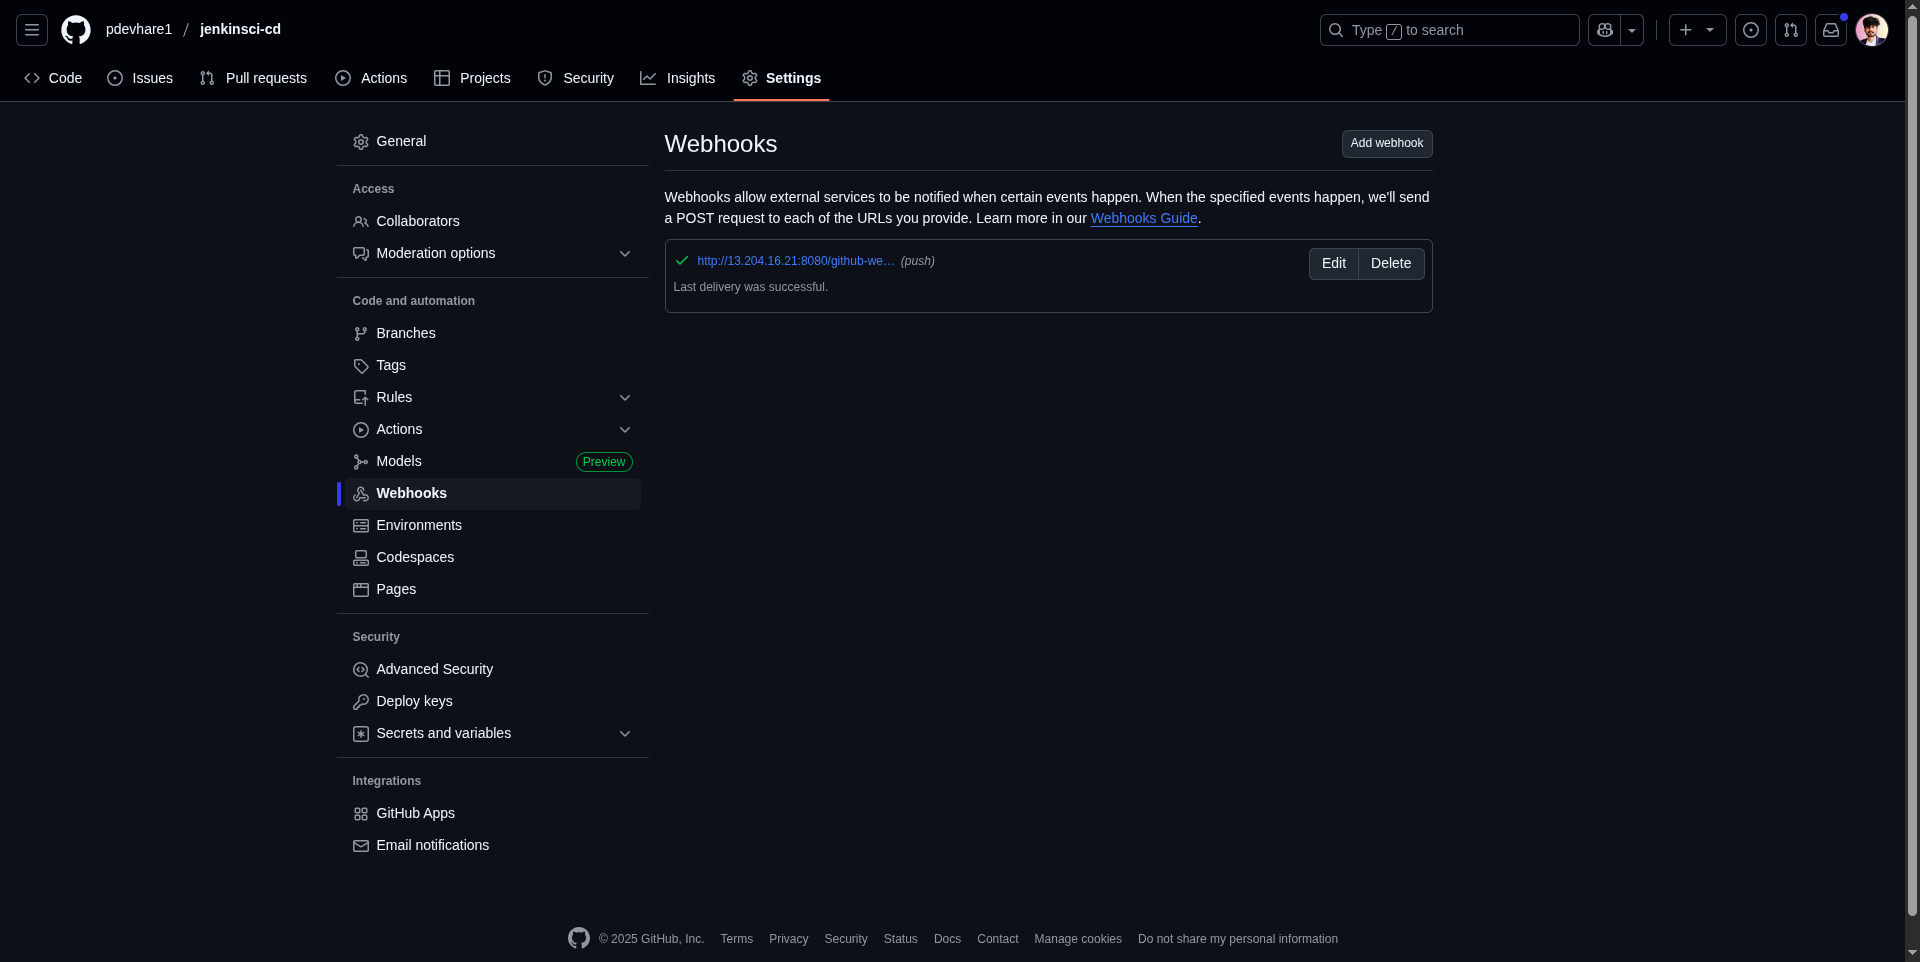 pdevhare1 / jenkinsci-cd
Type / to search
Code Issues Pull requests Actions Projects Security Insights Settings
General
Access
Collaborators
Moderation options
Code and automation
Branches
Tags
Rules
Actions
Models Preview
Webhooks
Environments
Codespaces
Pages
Security
Advanced Security
Deploy keys
Secrets and variables
Integrations
GitHub Apps
Email notifications
Webhooks
Add webhook
Webhooks allow external services to be notified when certain events happen. When the specified events happen, we'll send
a POST request to each of the URLs you provide. Learn more in our Webhooks Guide.
http://13.204.16.21:8080/github-we… (push)
Edit Delete
Last delivery was successful.
© 2025 GitHub, Inc. Terms Privacy Security Status Docs Contact Manage cookies Do not share my personal information